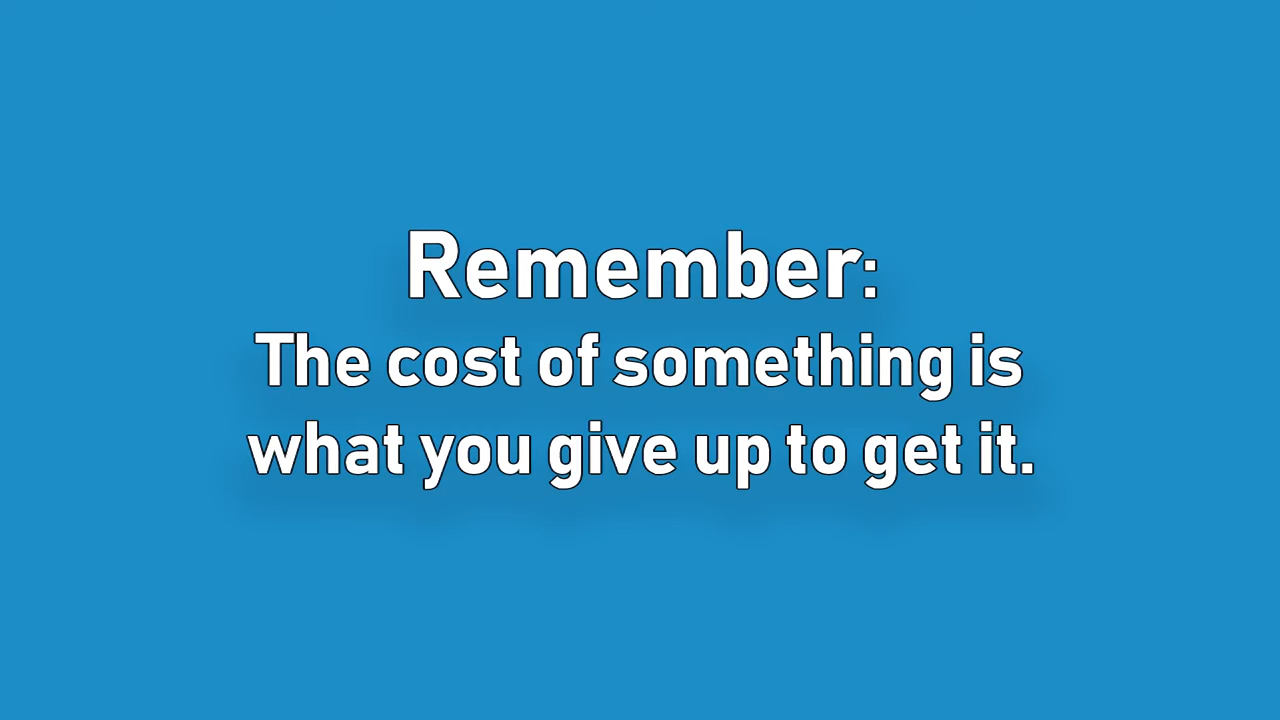 Remember:
The cost of something is
what you give up to get it.